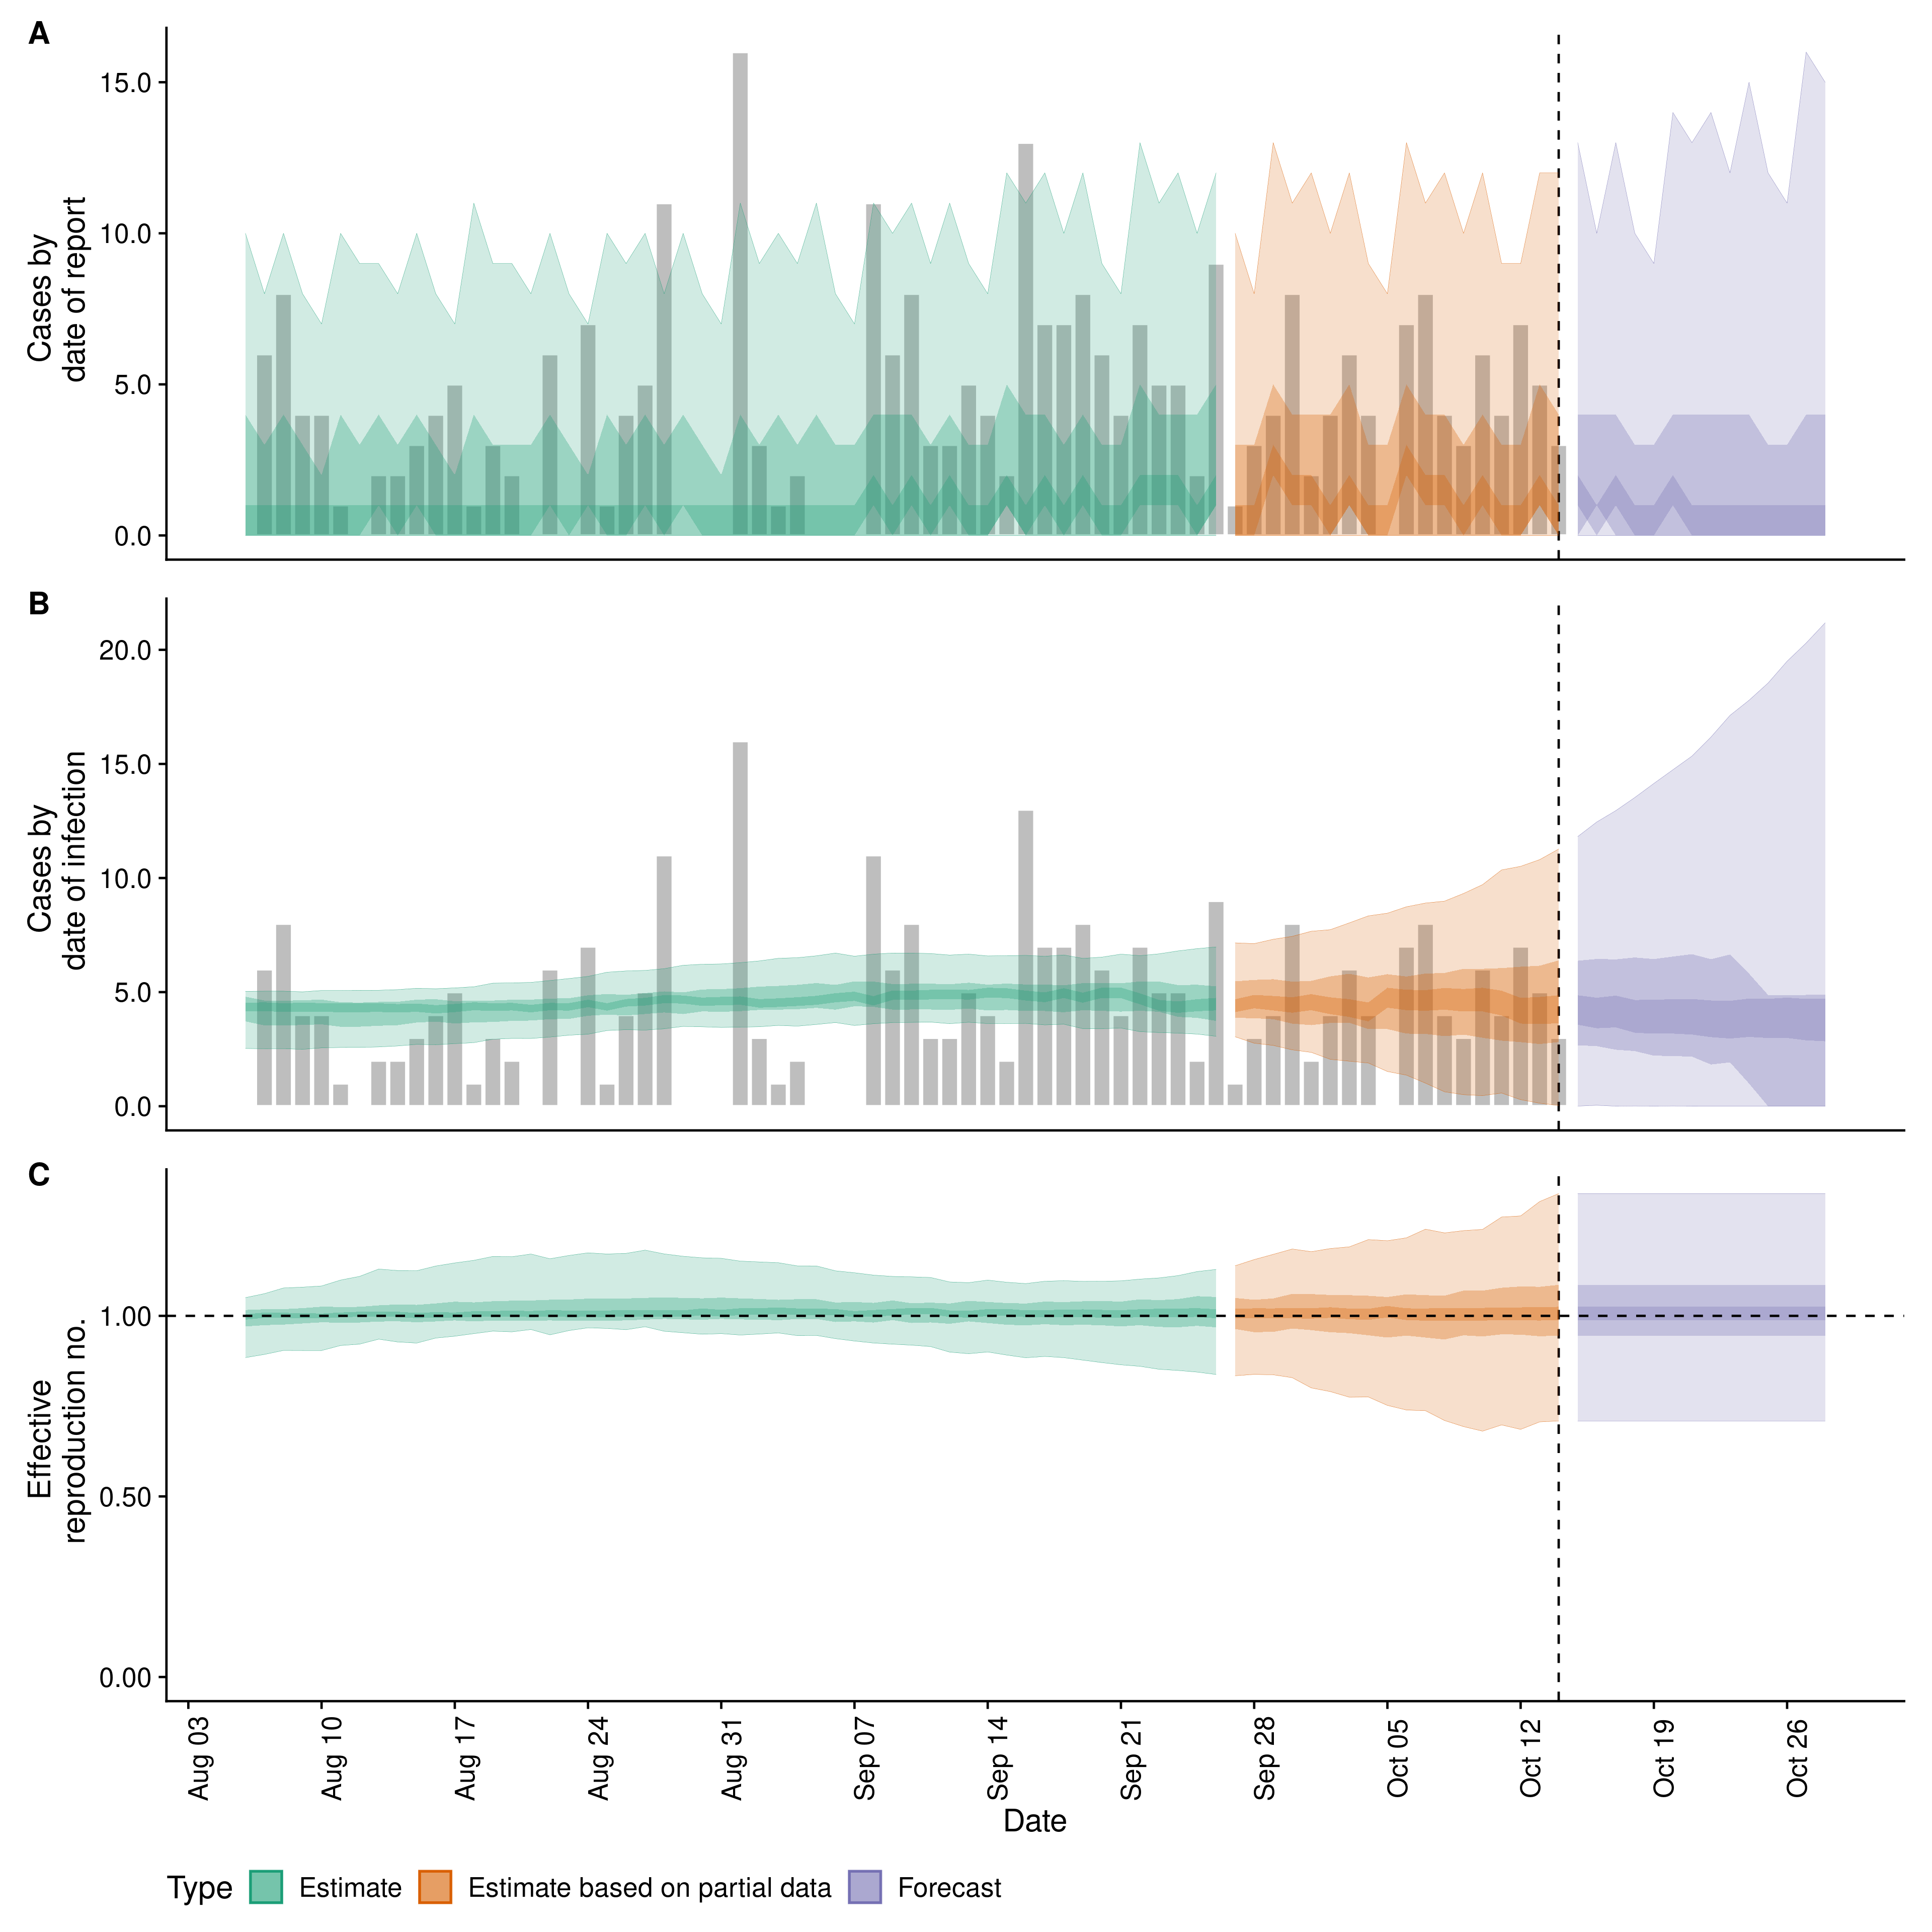 A
Cases by
date of report
15.0
10.0
5.0
0.0
B
Cases by
date of infection
20.0
15.0
10.0
5.0
0.0
C
Effective
reproduction no.
1.00
0.50
0.00
Aug 03
Aug 10
Aug 17
Aug 24
Aug 31
Sep 07
Sep 14
Sep 21
Sep 28
Oct 05
Oct 12
Oct 19
Oct 26
Date
Type Estimate Estimate based on partial data Forecast